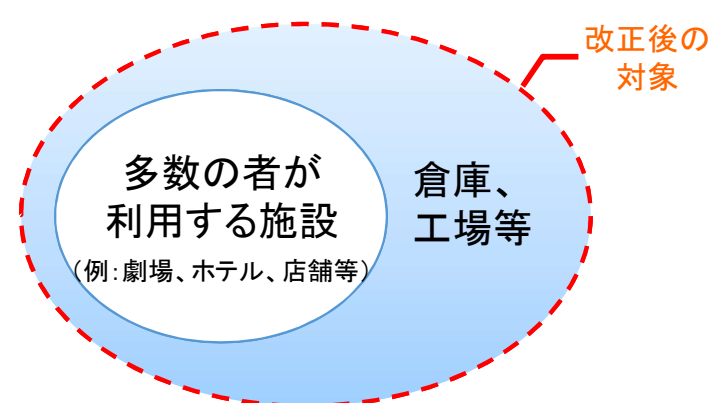 改正後の
対象
多数の者が
利用する施設
(例:劇場、ホテル、店舗等)
倉庫、
工場等